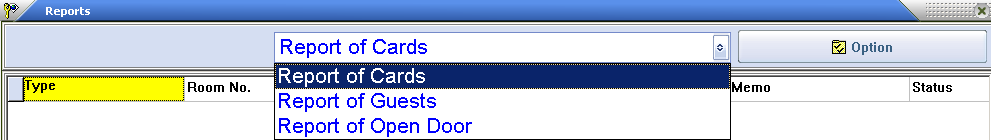 Reports
Report of Cards
Option
Report of Cards
Report of Guests
Report of Open Door
Type Room No. Memo Status